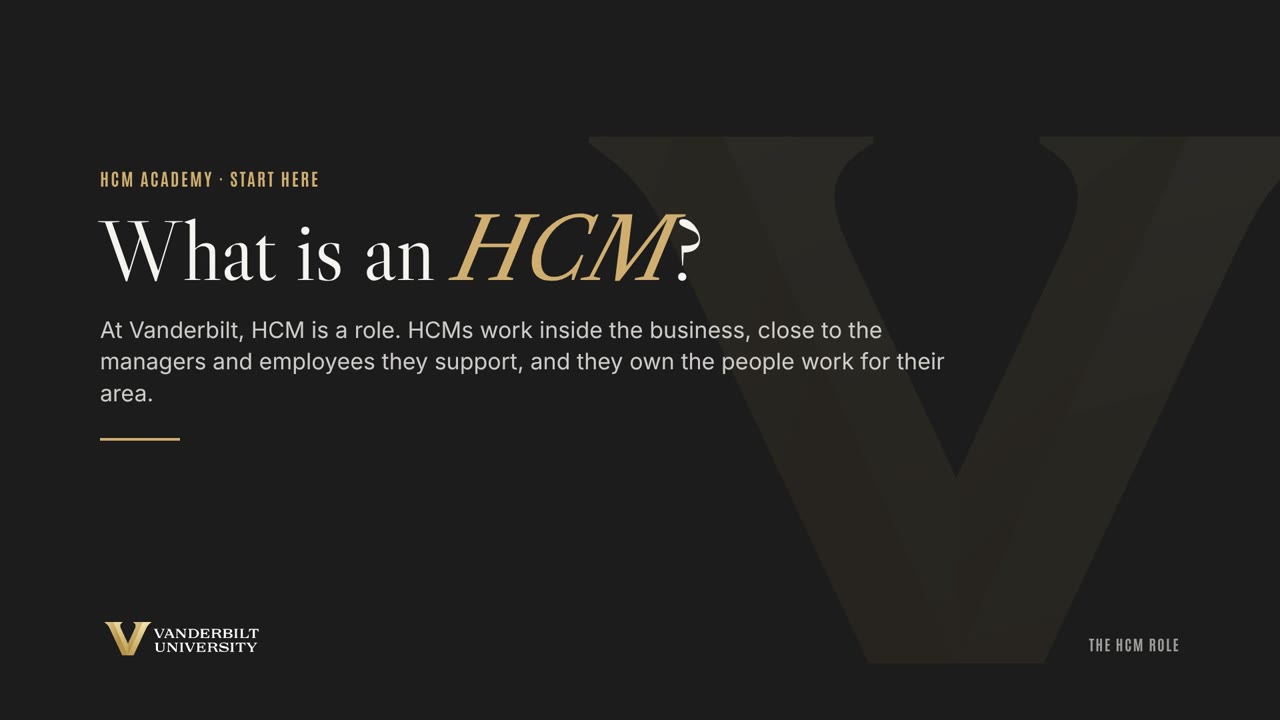 HCM ACADEMY · START HERE
What is an HCM?
At Vanderbilt, HCM is a role. HCMs work inside the business, close to the
managers and employees they support, and they own the people work for their
area.
VANDERBILT
UNIVERSITY
THE HCM ROLE